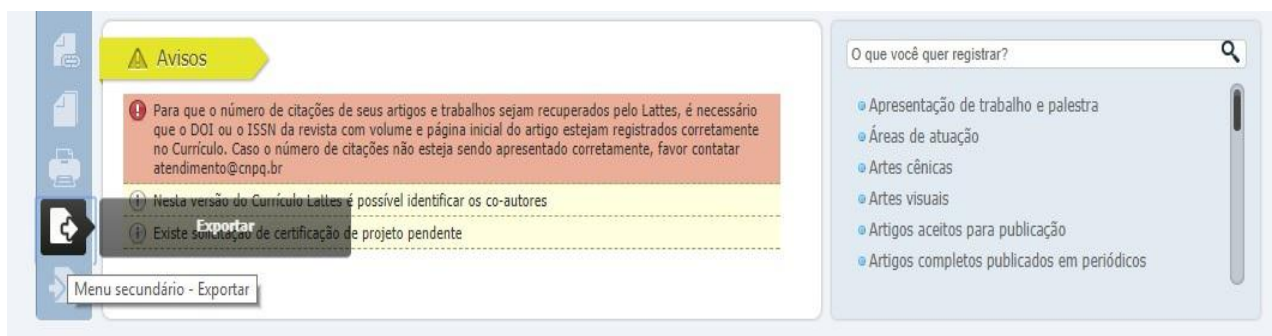 Avisos
Para que o número de citações de seus artigos e trabalhos sejam recuperados pelo Lattes, é necessário
que o DOI ou o ISSN da revista com volume e página inicial do artigo estejam registrados corretamente
no Currículo. Caso o número de citações não esteja sendo apresentado corretamente, favor contatar
atendimento@cnpq.br
Nesta versão do Currículo Lattes é possível identificar os co-autores
Exportar
Existe solicitação de certificação de projeto pendente
Menu secundário - Exportar
O que você quer registrar?
Apresentação de trabalho e palestra
Áreas de atuação
Artes cênicas
Artes visuais
Artigos aceitos para publicação
Artigos completos publicados em periódicos